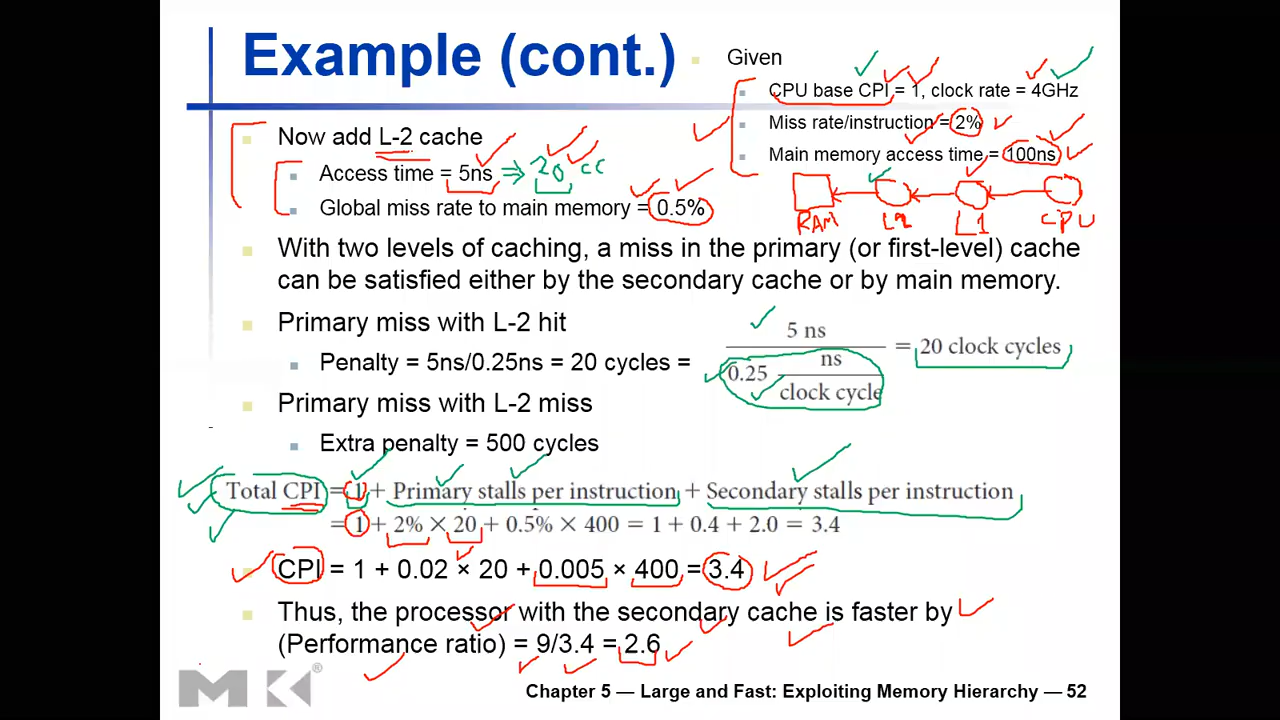 Example (cont.)
Given
CPU base CPI = 1, clock rate = 4GHz
Miss rate/instruction = 2%
Main memory access time = 100ns
Now add L-2 cache
Access time = 5ns ⇒ 20 cc
Global miss rate to main memory = 0.5%
RAM L2 L1 CPU
With two levels of caching, a miss in the primary (or first-level) cache
can be satisfied either by the secondary cache or by main memory.
Primary miss with L-2 hit
Penalty = 5ns/0.25ns = 20 cycles =
5 ns
0.25 ns
clock cycle
= 20 clock cycles
Primary miss with L-2 miss
Extra penalty = 500 cycles
Total CPI = 1 + Primary stalls per instruction + Secondary stalls per instruction
= 1 + 2% × 20 + 0.5% × 400 = 1 + 0.4 + 2.0 = 3.4
CPI = 1 + 0.02 × 20 + 0.005 × 400 = 3.4
Thus, the processor with the secondary cache is faster by
(Performance ratio) = 9/3.4 = 2.6
MK®
Chapter 5 — Large and Fast: Exploiting Memory Hierarchy — 52